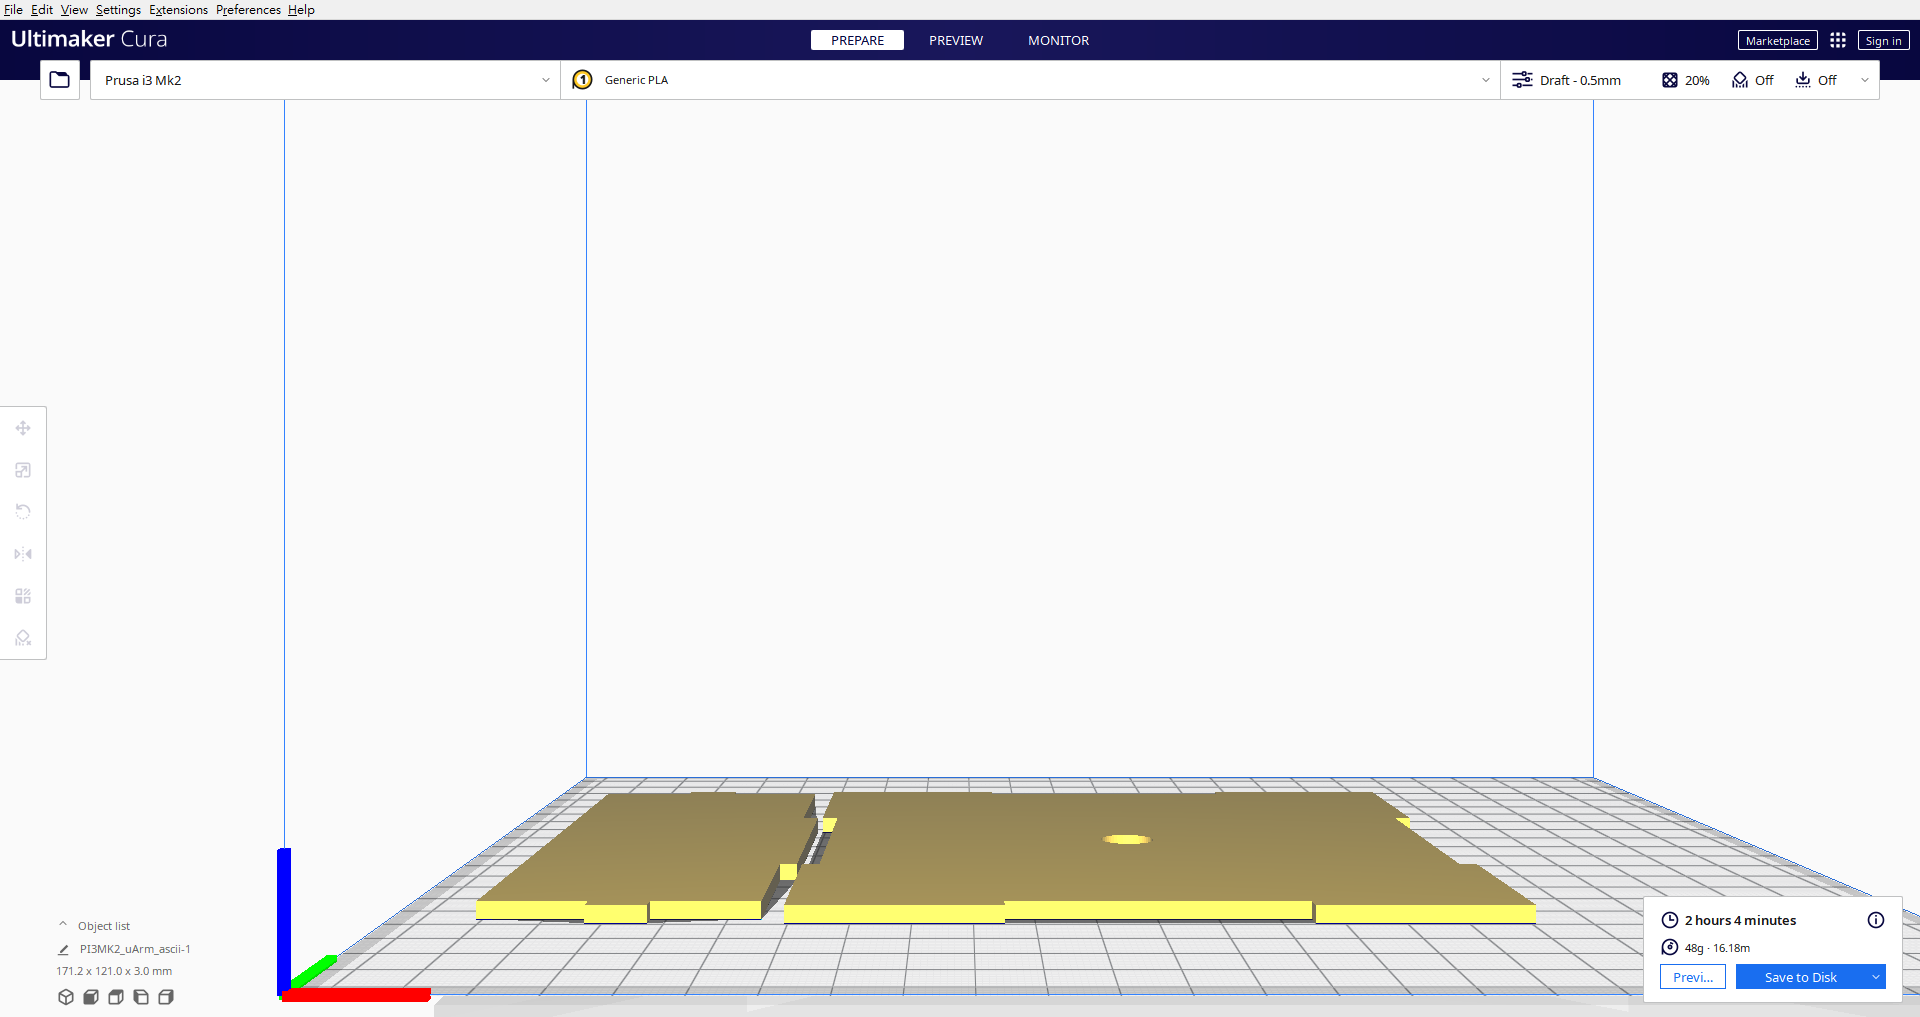 File Edit View Settings Extensions Preferences Help
Ultimaker Cura PREPARE PREVIEW MONITOR Marketplace Sign in
Prusa i3 Mk2 1 Generic PLA Draft - 0.5mm 20% Off Off
2 hours 4 minutes
Object list
48g · 16.18m
PI3MK2_uArm_ascii-1
171.2 x 121.0 x 3.0 mm
Previ... Save to Disk